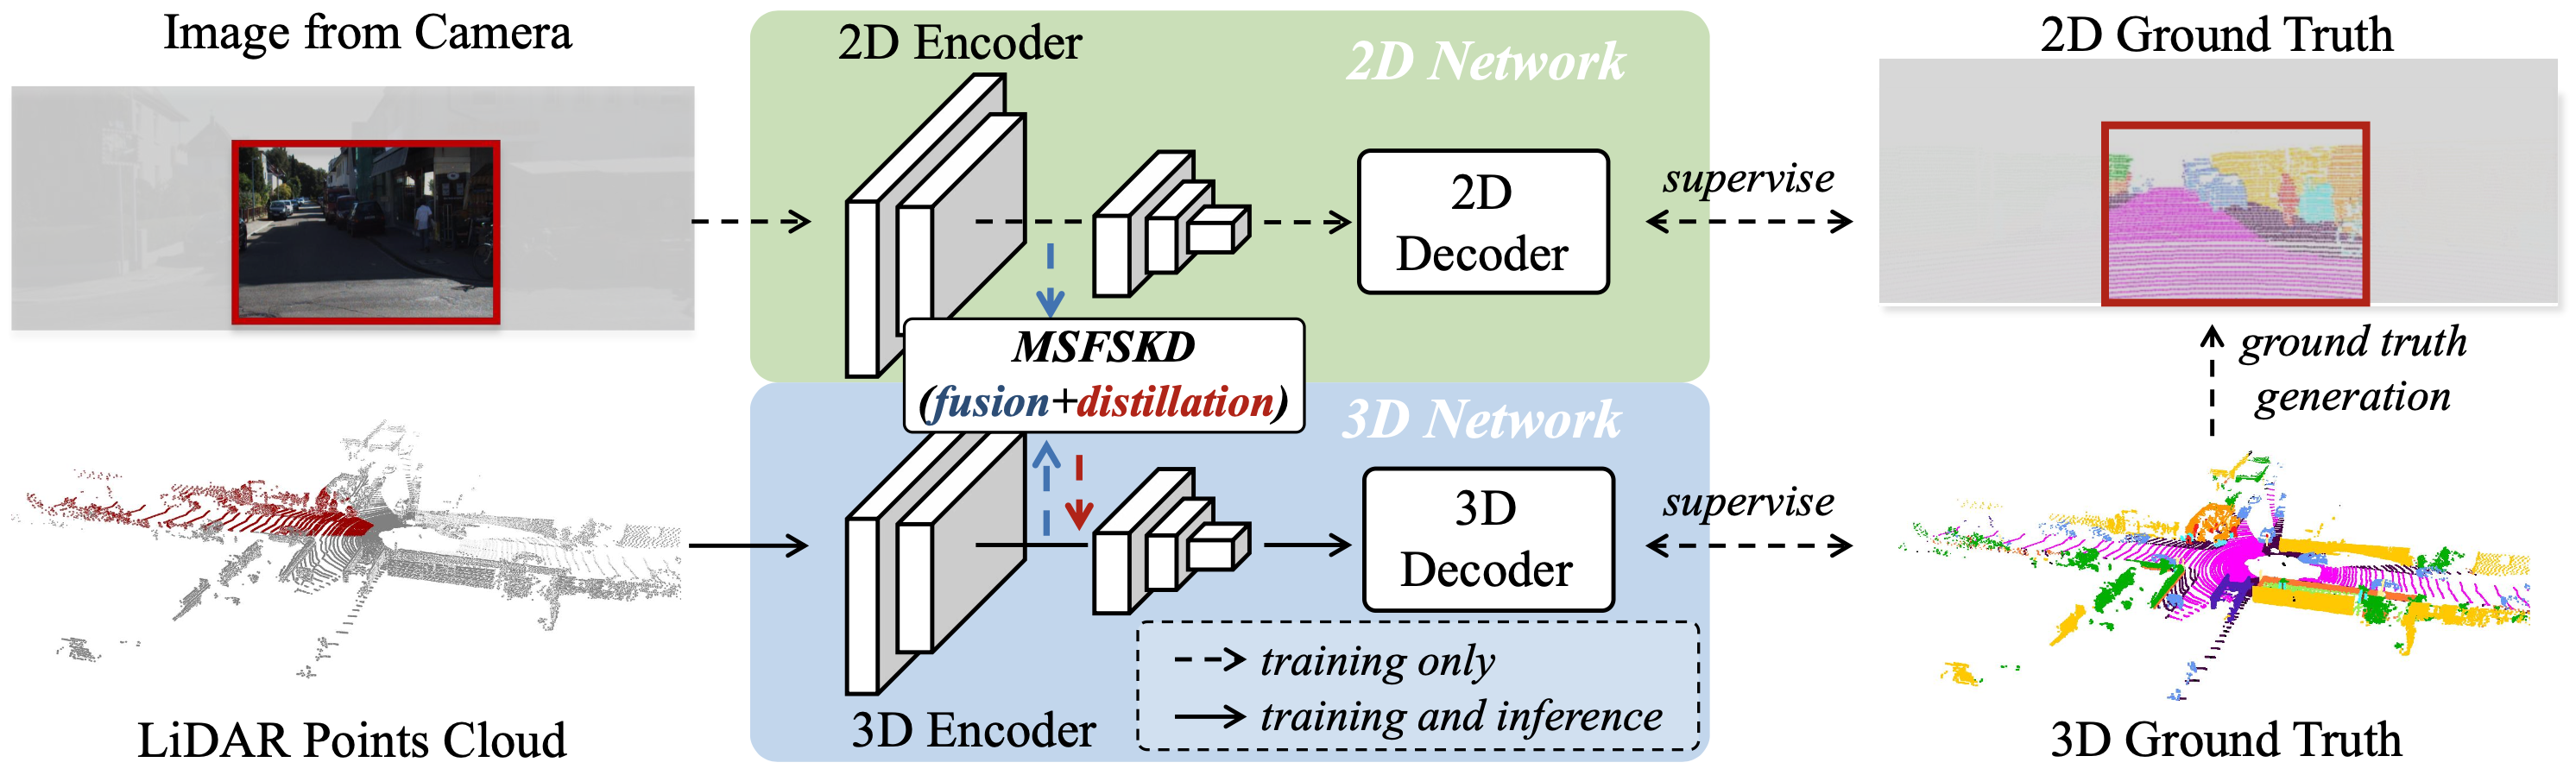 Image from Camera
2D Encoder
2D Network
2D Ground Truth
2D
Decoder
supervise
MSFSKD
(fusion+distillation)
ground truth
generation
3D Network
3D
Decoder
supervise
training only
training and inference
LiDAR Points Cloud
3D Encoder
3D Ground Truth